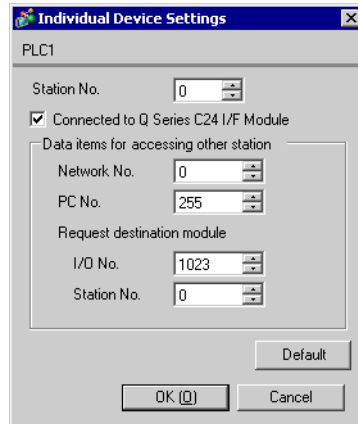 Individual Device Settings
PLC1
Station No. 0
Connected to Q Series C24 I/F Module
Data items for accessing other station
Network No. 0
PC No. 255
Request destination module
I/O No. 1023
Station No. 0
Default
OK (O) Cancel